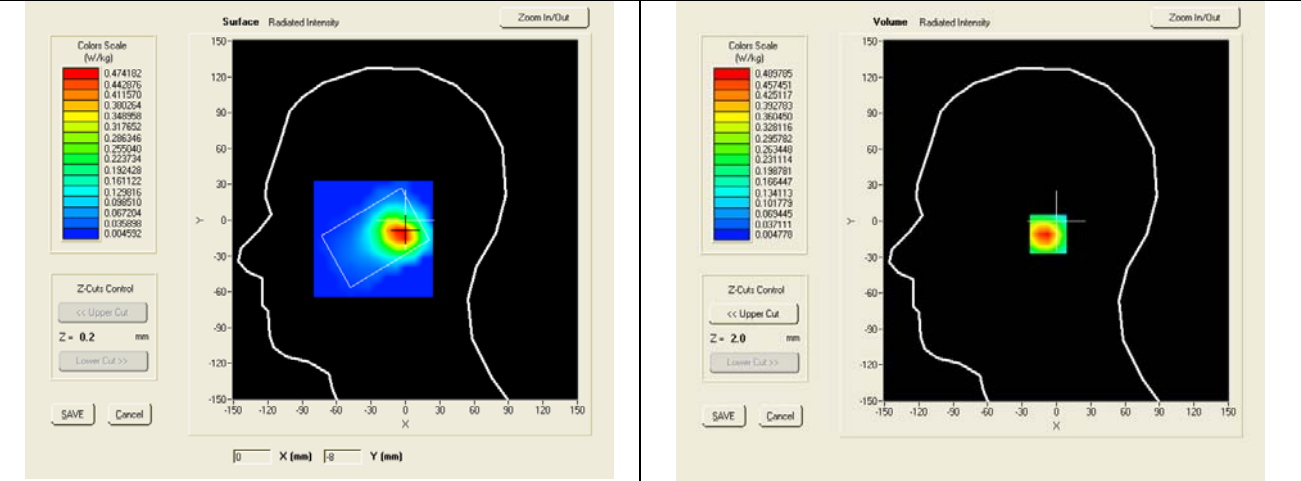 Surface Radiated Intensity
Zoom In/Out
Colors Scale
(W/kg)
0.474182
0.442876
0.411570
0.380264
0.348958
0.317652
0.286346
0.255040
0.223734
0.192428
0.161122
0.129816
0.098510
0.067204
0.035898
0.004592
Z-Cuts Control
<< Upper Cut
Z = 0.2 mm
Lower Cut >>
SAVE Cancel
150
120
90
60
30
0
-30
-60
-90
-120
-150
Y
-150 -120 -90 -60 -30 0 30 60 90 120 150
X
0 X (mm) -8 Y (mm)
Volume Radiated Intensity
Zoom In/Out
Colors Scale
(W/kg)
0.489785
0.457451
0.425117
0.392783
0.360450
0.328116
0.295782
0.263448
0.231114
0.198781
0.166447
0.134113
0.101779
0.069445
0.037111
0.004778
Z-Cuts Control
<< Upper Cut
Z = 2.0 mm
Lower Cut >>
SAVE Cancel
150
120
90
60
30
0
-30
-60
-90
-120
-150
Y
-150 -120 -90 -60 -30 0 30 60 90 120 150
X